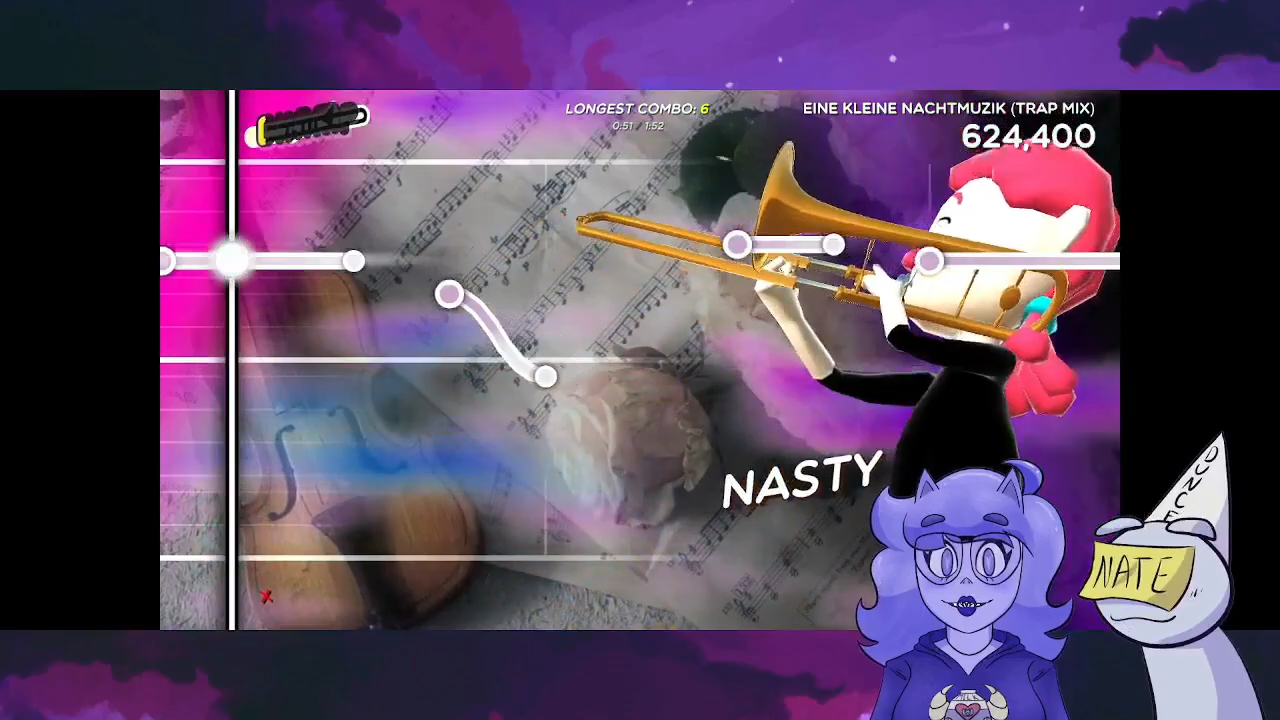 LONGEST COMBO: 6
0:51 / 1:52
EINE KLEINE NACHTMUZIK (TRAP MIX)
624,400
NASTY
DUNCE
NATE
x